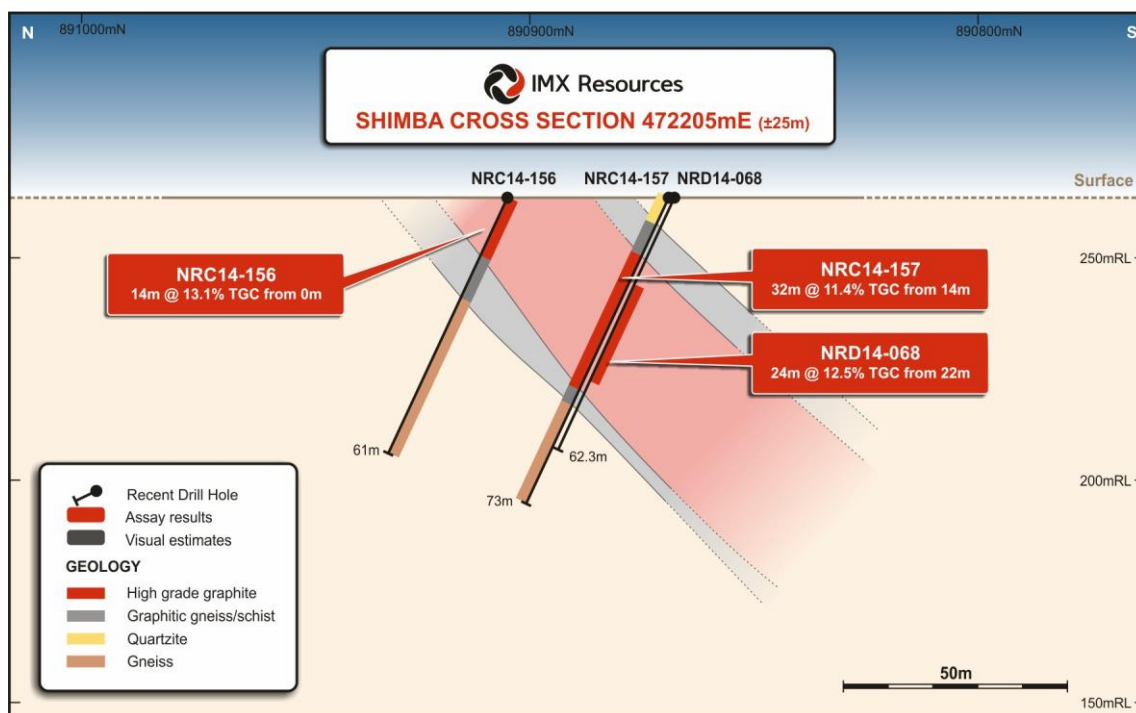 N
891000mN
890900mN
890800mN
S
IMX Resources
SHIMBA CROSS SECTION 472205mE (±25m)
NRC14-156
NRC14-157
NRD14-068
Surface
NRC14-156
14m @ 13.1% TGC from 0m
NRC14-157
32m @ 11.4% TGC from 14m
250mRL
NRD14-068
24m @ 12.5% TGC from 22m
61m
62.3m
73m
200mRL
Recent Drill Hole
Assay results
Visual estimates
GEOLOGY
High grade graphite
Graphitic gneiss/schist
Quartzite
Gneiss
50m
150mRL